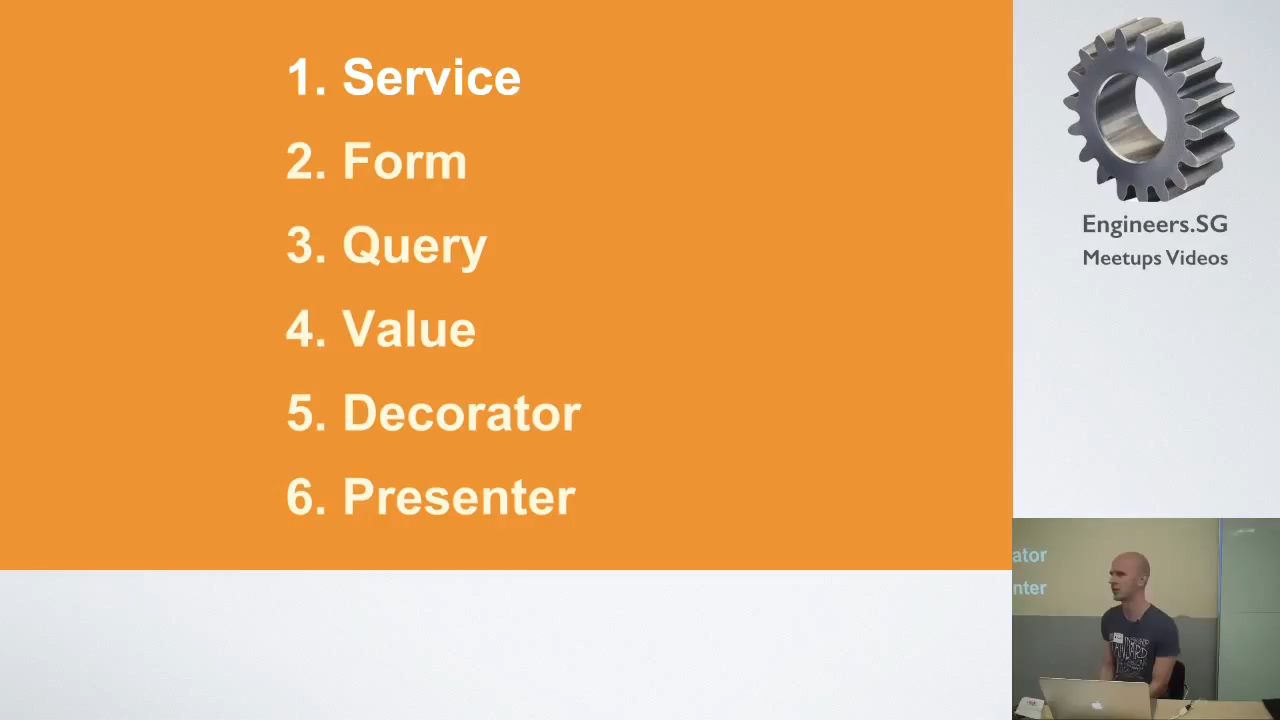 1. Service
2. Form
3. Query
4. Value
5. Decorator
6. Presenter
Engineers.SG
Meetups Videos
ator
nter